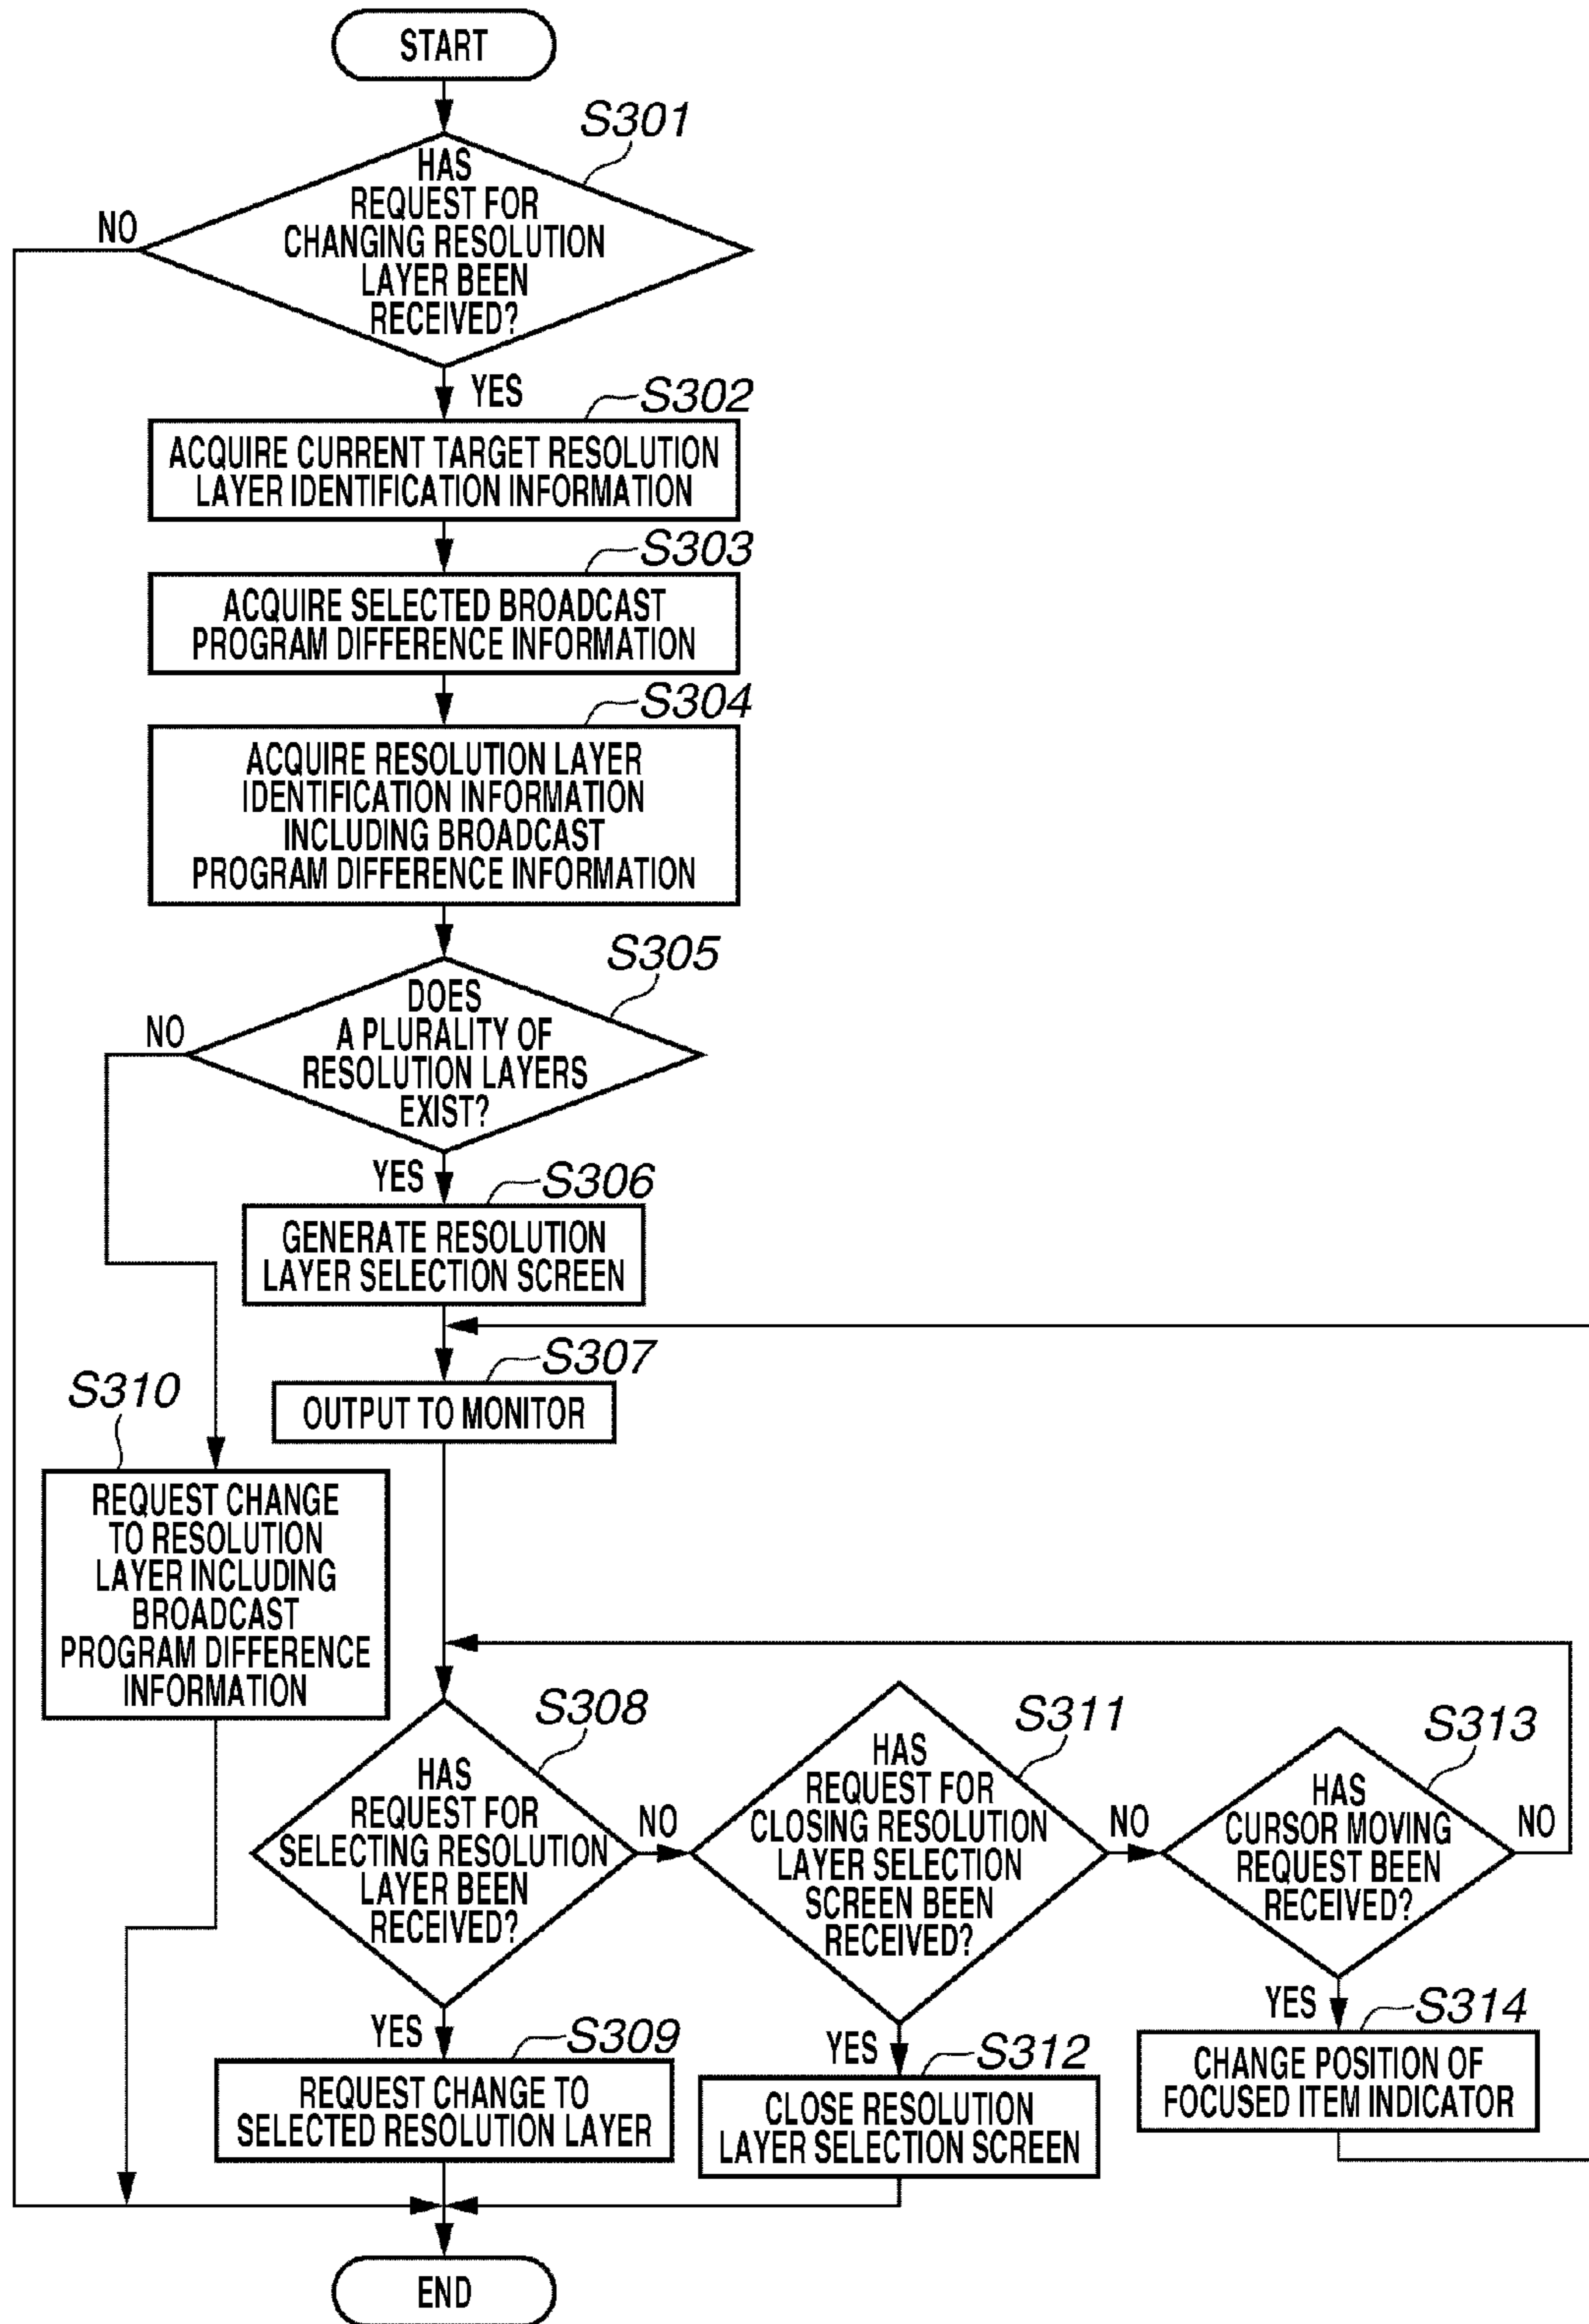 START
S301
HAS
REQUEST FOR
CHANGING RESOLUTION
LAYER BEEN
RECEIVED?
NO
YES
S302
ACQUIRE CURRENT TARGET RESOLUTION
LAYER IDENTIFICATION INFORMATION
S303
ACQUIRE SELECTED BROADCAST
PROGRAM DIFFERENCE INFORMATION
S304
ACQUIRE RESOLUTION LAYER
IDENTIFICATION INFORMATION
INCLUDING BROADCAST
PROGRAM DIFFERENCE INFORMATION
S305
DOES
A PLURALITY OF
RESOLUTION LAYERS
EXIST?
NO
YES
S306
GENERATE RESOLUTION
LAYER SELECTION SCREEN
S307
OUTPUT TO MONITOR
S310
REQUEST CHANGE
TO RESOLUTION
LAYER INCLUDING
BROADCAST
PROGRAM DIFFERENCE
INFORMATION
S308
HAS
REQUEST FOR
SELECTING RESOLUTION
LAYER BEEN
RECEIVED?
NO
YES
S309
REQUEST CHANGE TO
SELECTED RESOLUTION LAYER
S311
HAS
REQUEST FOR
CLOSING RESOLUTION
LAYER SELECTION
SCREEN BEEN
RECEIVED?
NO
YES
S312
CLOSE RESOLUTION
LAYER SELECTION SCREEN
S313
HAS
CURSOR MOVING
REQUEST BEEN
RECEIVED?
NO
YES
S314
CHANGE POSITION OF
FOCUSED ITEM INDICATOR
END